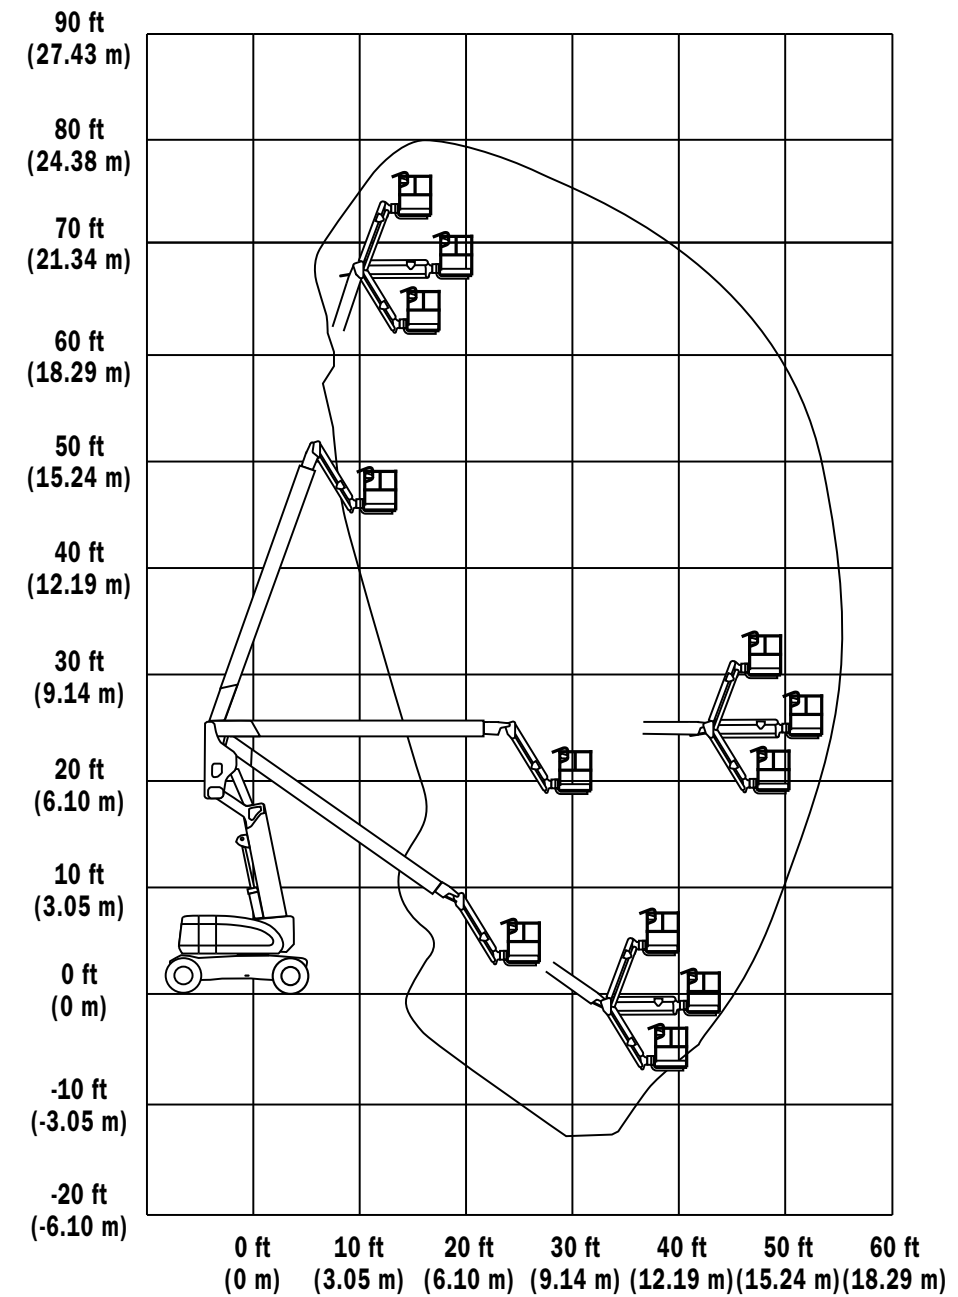 90 ft
(27.43 m)
80 ft
(24.38 m)
70 ft
(21.34 m)
60 ft
(18.29 m)
50 ft
(15.24 m)
40 ft
(12.19 m)
30 ft
(9.14 m)
20 ft
(6.10 m)
10 ft
(3.05 m)
0 ft
(0 m)
-10 ft
(-3.05 m)
-20 ft
(-6.10 m)
0 ft 10 ft 20 ft 30 ft 40 ft 50 ft 60 ft
(0 m) (3.05 m) (6.10 m) (9.14 m) (12.19 m) (15.24 m) (18.29 m)